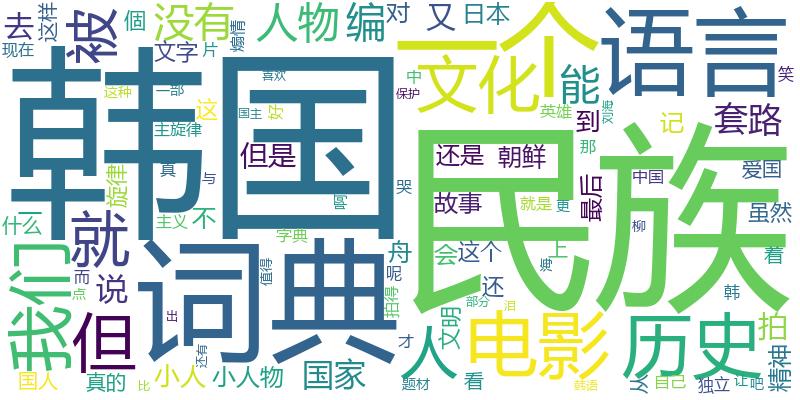 去
这样
被
没有
個
煽情
人物
编
对
又
日本
一个
语言
现在
文字
片
喜欢
中
保护
文化
能
英雄
刘海
笑
韩国
这种
一部
这
好
国主
到
记
套路
主旋律
但是
还是
朝鲜
那
民族
旋律
真
与
哭
故事
就是
更
最后
中国
爱国
什么
主义
不
字典
虽然
就
舟
这个
会
上
柳
着
我们
而
点
说
词典
值得
呢
拍得
还
部分
泪
韩
但
出
还有
才
人
文明
电影
历史
拍
精神
国人
真的
比
小人
小人物
国家
题材
看
韩语
从
自己
独立
让
吧